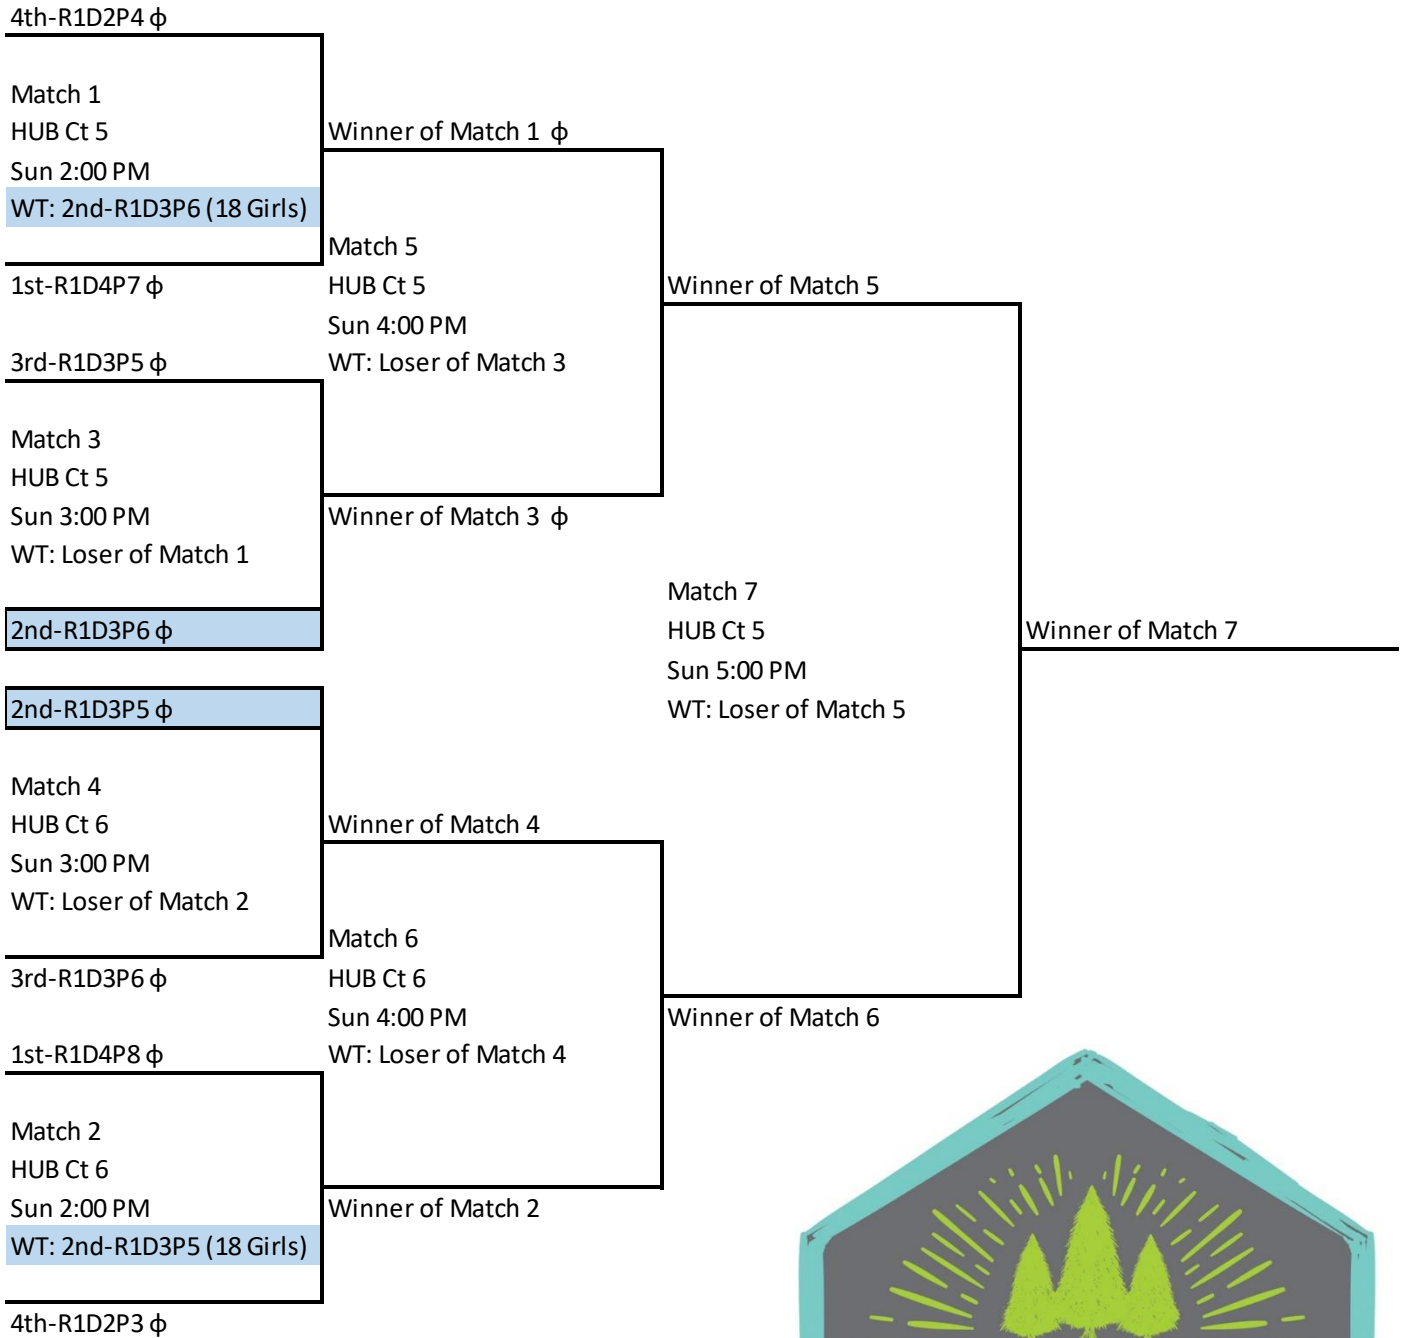 4th-R1D2P4 ϕ
Match 1
HUB Ct 5
Sun 2:00 PM
WT: 2nd-R1D3P6 (18 Girls)
1st-R1D4P7 ϕ
3rd-R1D3P5 ϕ
Match 3
HUB Ct 5
Sun 3:00 PM
WT: Loser of Match 1
2nd-R1D3P6 ϕ
2nd-R1D3P5 ϕ
Match 4
HUB Ct 6
Sun 3:00 PM
WT: Loser of Match 2
3rd-R1D3P6 ϕ
1st-R1D4P8 ϕ
Match 2
HUB Ct 6
Sun 2:00 PM
WT: 2nd-R1D3P5 (18 Girls)
4th-R1D2P3 ϕ
Winner of Match 1 ϕ
Match 5
HUB Ct 5
Sun 4:00 PM
WT: Loser of Match 3
Winner of Match 3 ϕ
Winner of Match 4
Match 6
HUB Ct 6
Sun 4:00 PM
WT: Loser of Match 4
Winner of Match 2
Winner of Match 5
Match 7
HUB Ct 5
Sun 5:00 PM
WT: Loser of Match 5
Winner of Match 6
Winner of Match 7